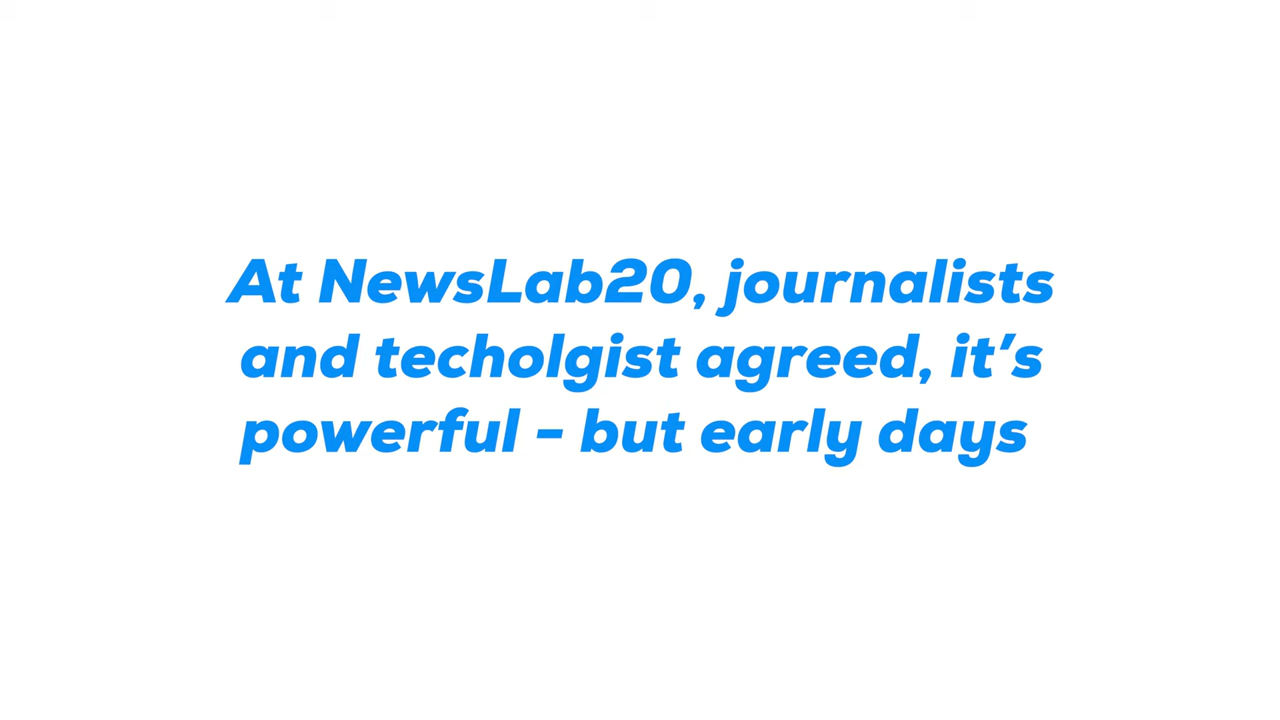 At NewsLab20, journalists
and techolgist agreed, it’s
powerful - but early days